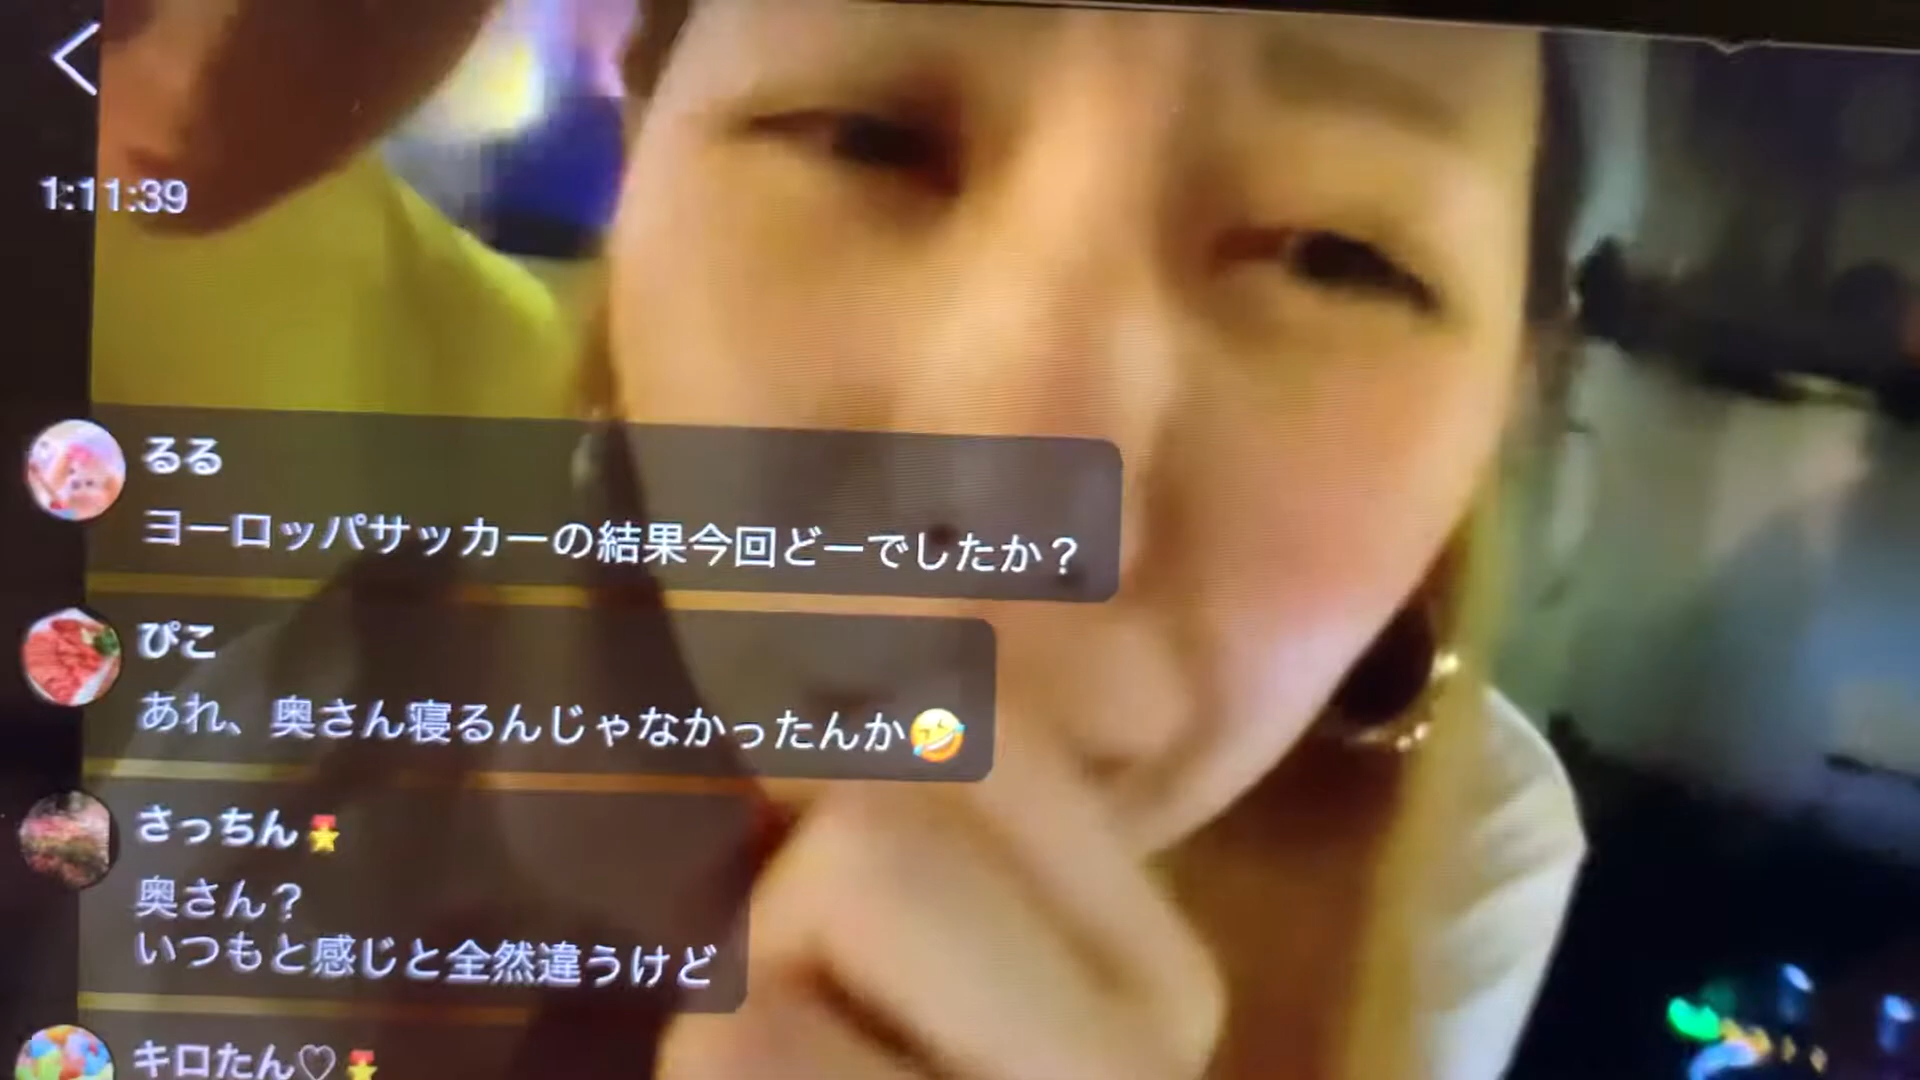 1:11:39
るる
ヨーロッパサッカーの結果今回どーでしたか？
ぴこ
あれ、奥さん寝るんじゃなかったんか🤣
さっちん🎖
奥さん？
いつもと感じと全然違うけど
キロたん♡🎖